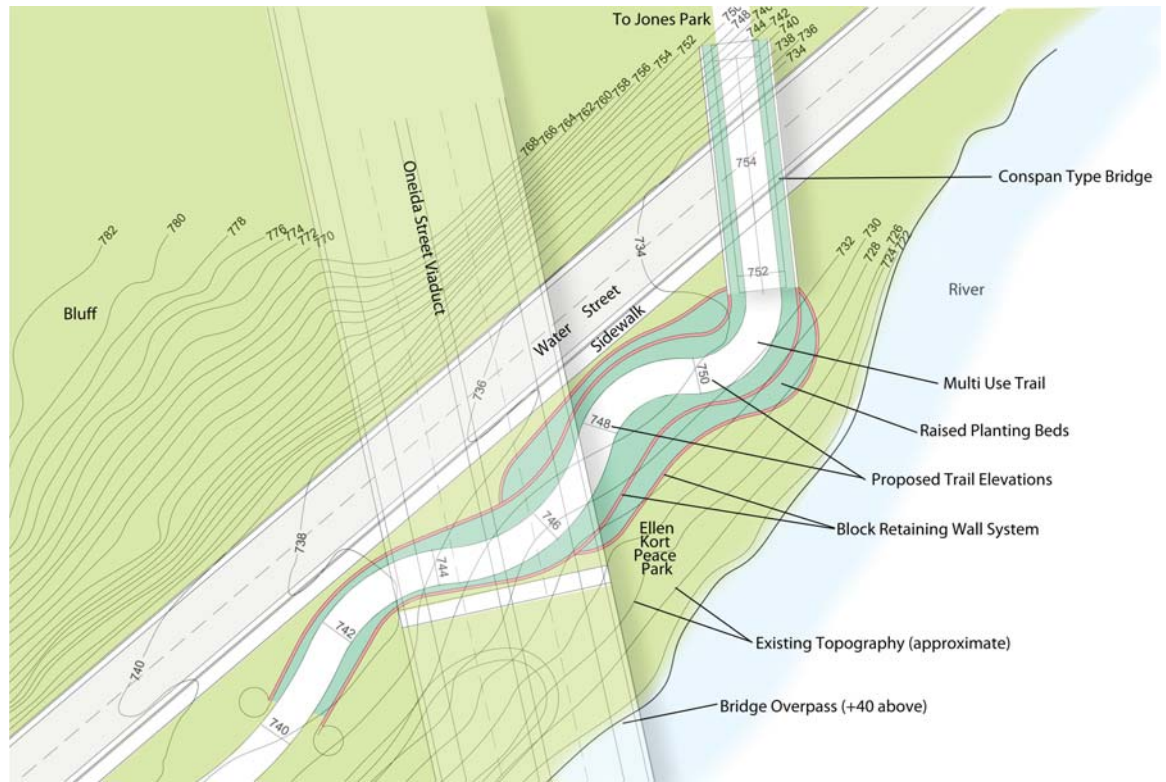 To Jones Park
750
748
746
744
742
740
738
736
734
752
754
756
758
760
762
764
766
768
770
772
774
776
778
780
782
Oneida Street Viaduct
Bluff
754
Conspan Type Bridge
734
752
732
730
728
726
724
722
River
Water Street
Sidewalk
736
750
Multi Use Trail
Raised Planting Beds
748
Proposed Trail Elevations
Block Retaining Wall System
738
746
744
Ellen
Kort
Peace
Park
742
Existing Topography (approximate)
740
740
Bridge Overpass (+40 above)